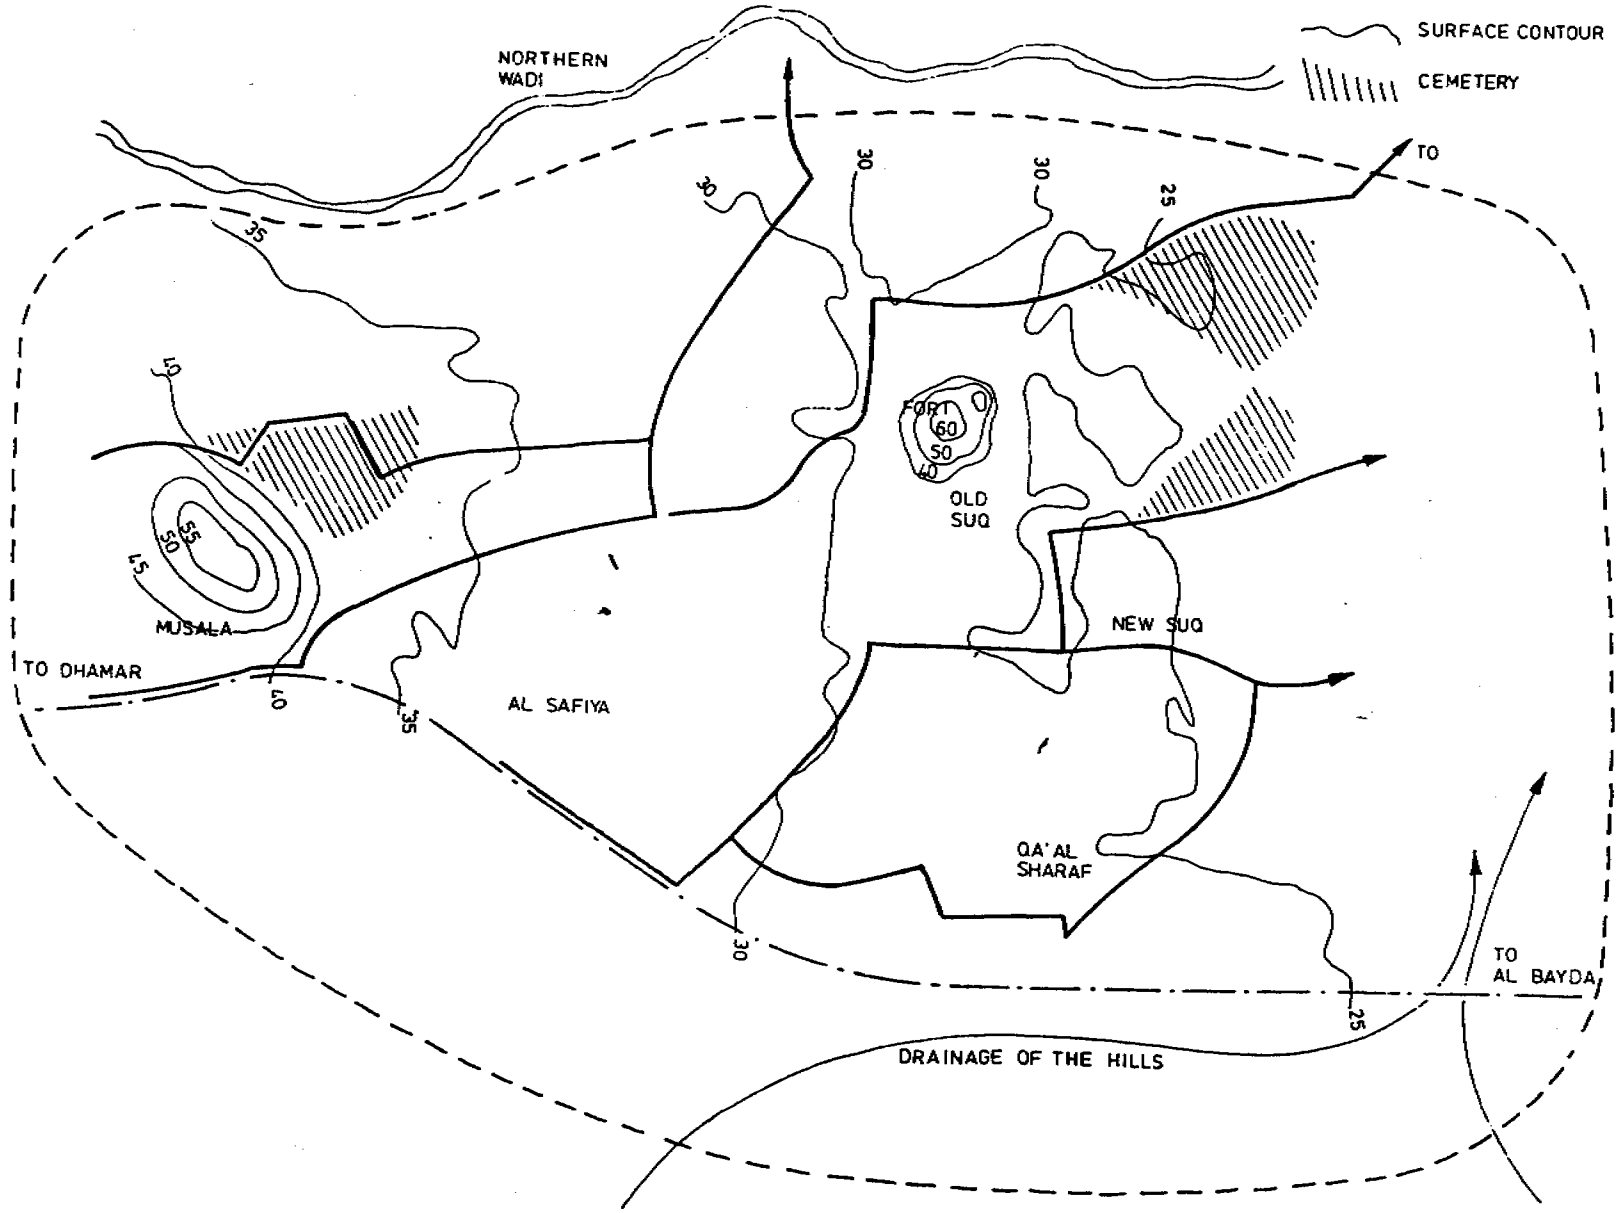 SURFACE CONTOUR
NORTHERN
WADI
CEMETERY
TO
30
30
30
25
35
40
FORT
60
50
40
OLD
SUQ
55
50
45
MUSALA
NEW SUQ
TO DHAMAR
40
35
AL SAFIYA
QA'AL
SHARAF
30
TO
AL BAYDA
25
DRAINAGE OF THE HILLS